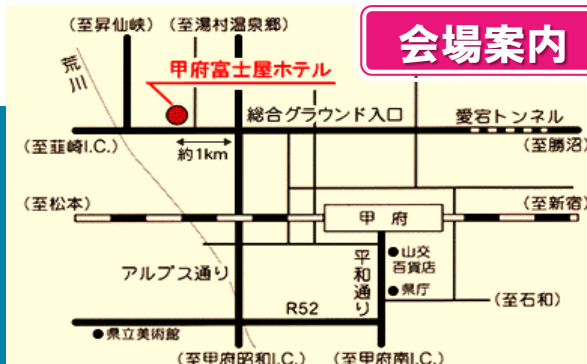 会場案内
(至昇仙峡)
(至湯村温泉郷)
荒川
甲府富士屋ホテル
総合グラウンド入口
愛宕トンネル
(至韮崎I.C.)
約1km
(至勝沼)
(至松本)
甲府
(至新宿)
アルプス通り
平和通り
●山交
百貨店
●県庁
R52
(至石和)
●県立美術館
(至甲府昭和I.C.)
(至甲府南I.C.)